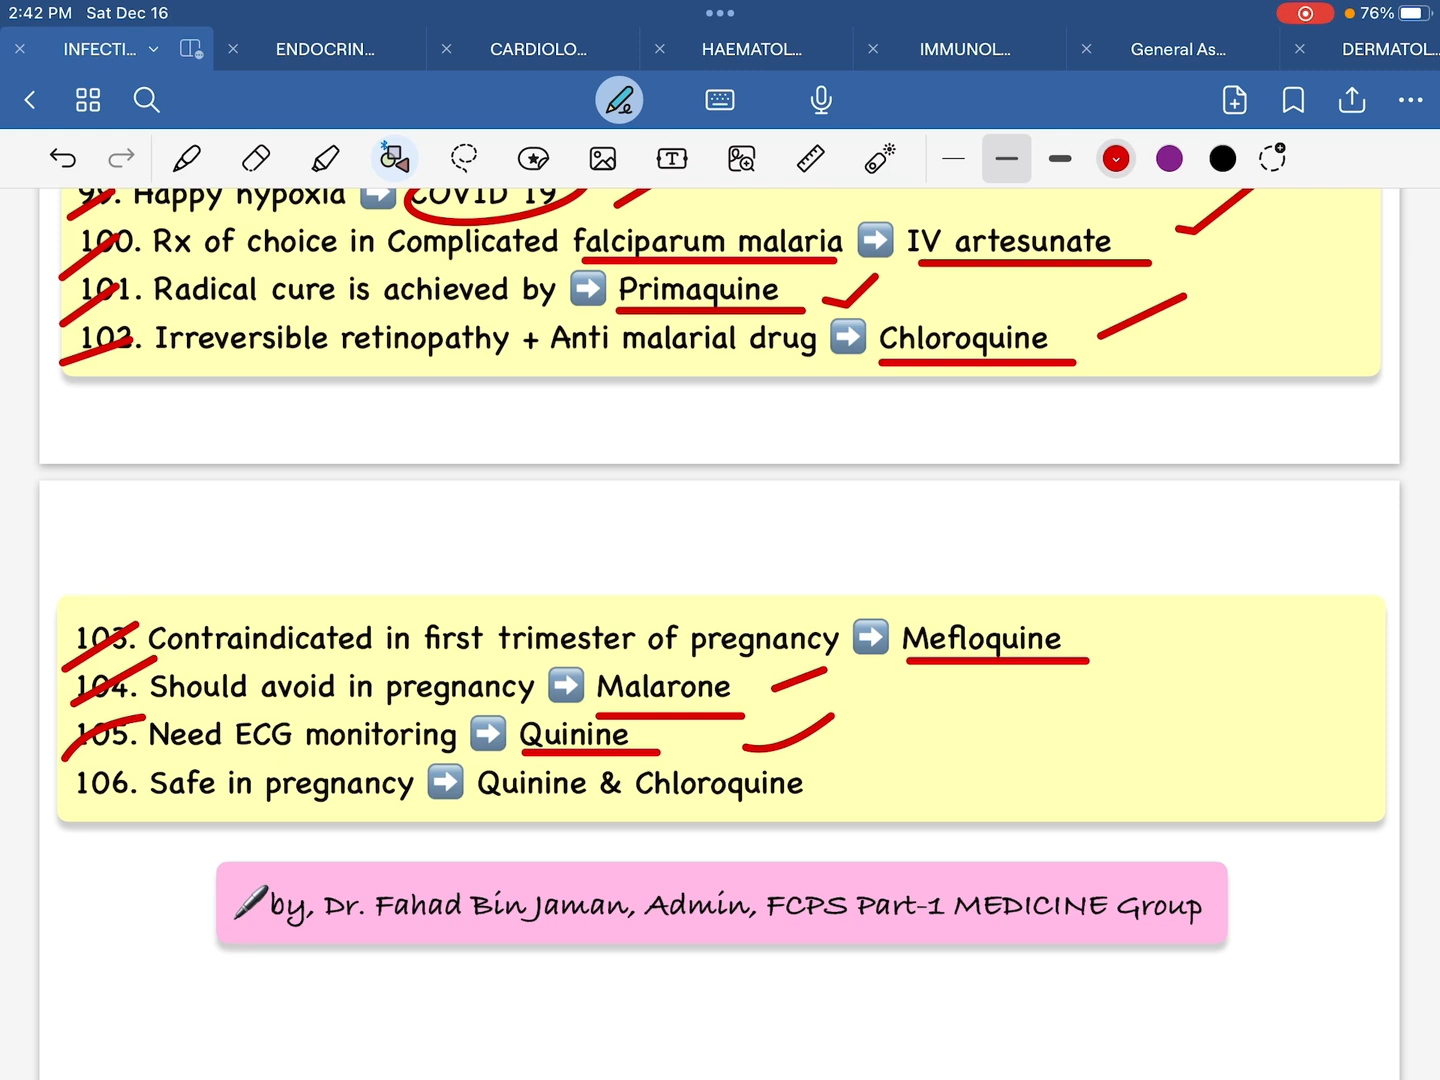 2:42 PM Sat Dec 16
76%
INFECTI...
ENDOCRIN...
CARDIOLO...
HAEMATOL...
IMMUNOL...
General As...
DERMATOL...
99. Happy hypoxia ➡️ COVID 19
100. Rx of choice in Complicated falciparum malaria ➡️ IV artesunate
101. Radical cure is achieved by ➡️ Primaquine
102. Irreversible retinopathy + Anti malarial drug ➡️ Chloroquine
103. Contraindicated in first trimester of pregnancy ➡️ Mefloquine
104. Should avoid in pregnancy ➡️ Malarone
105. Need ECG monitoring ➡️ Quinine
106. Safe in pregnancy ➡️ Quinine & Chloroquine
🖊️by, Dr. Fahad Bin Jaman, Admin, FCPS Part-1 MEDICINE Group